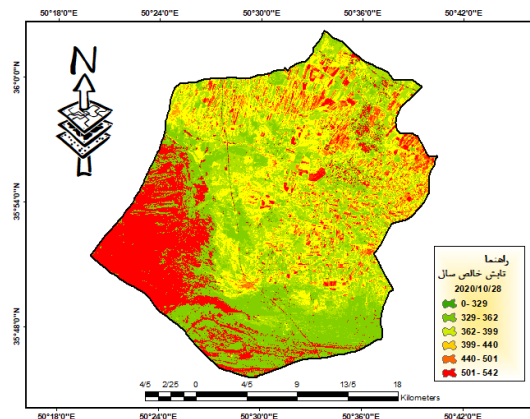 50°18'0"E 50°24'0"E 50°30'0"E 50°36'0"E 50°42'0"E
N
36°0'0"N
35°54'0"N
35°48'0"N
راهنما
تابش خالص سال
2020/10/28
0- 329
329 - 362
362 - 399
399 - 440
440 - 501
501 - 542
4/5 2/25 0 4/5 9 13/5 18
Kilometers
50°18'0"E 50°24'0"E 50°30'0"E 50°36'0"E 50°42'0"E